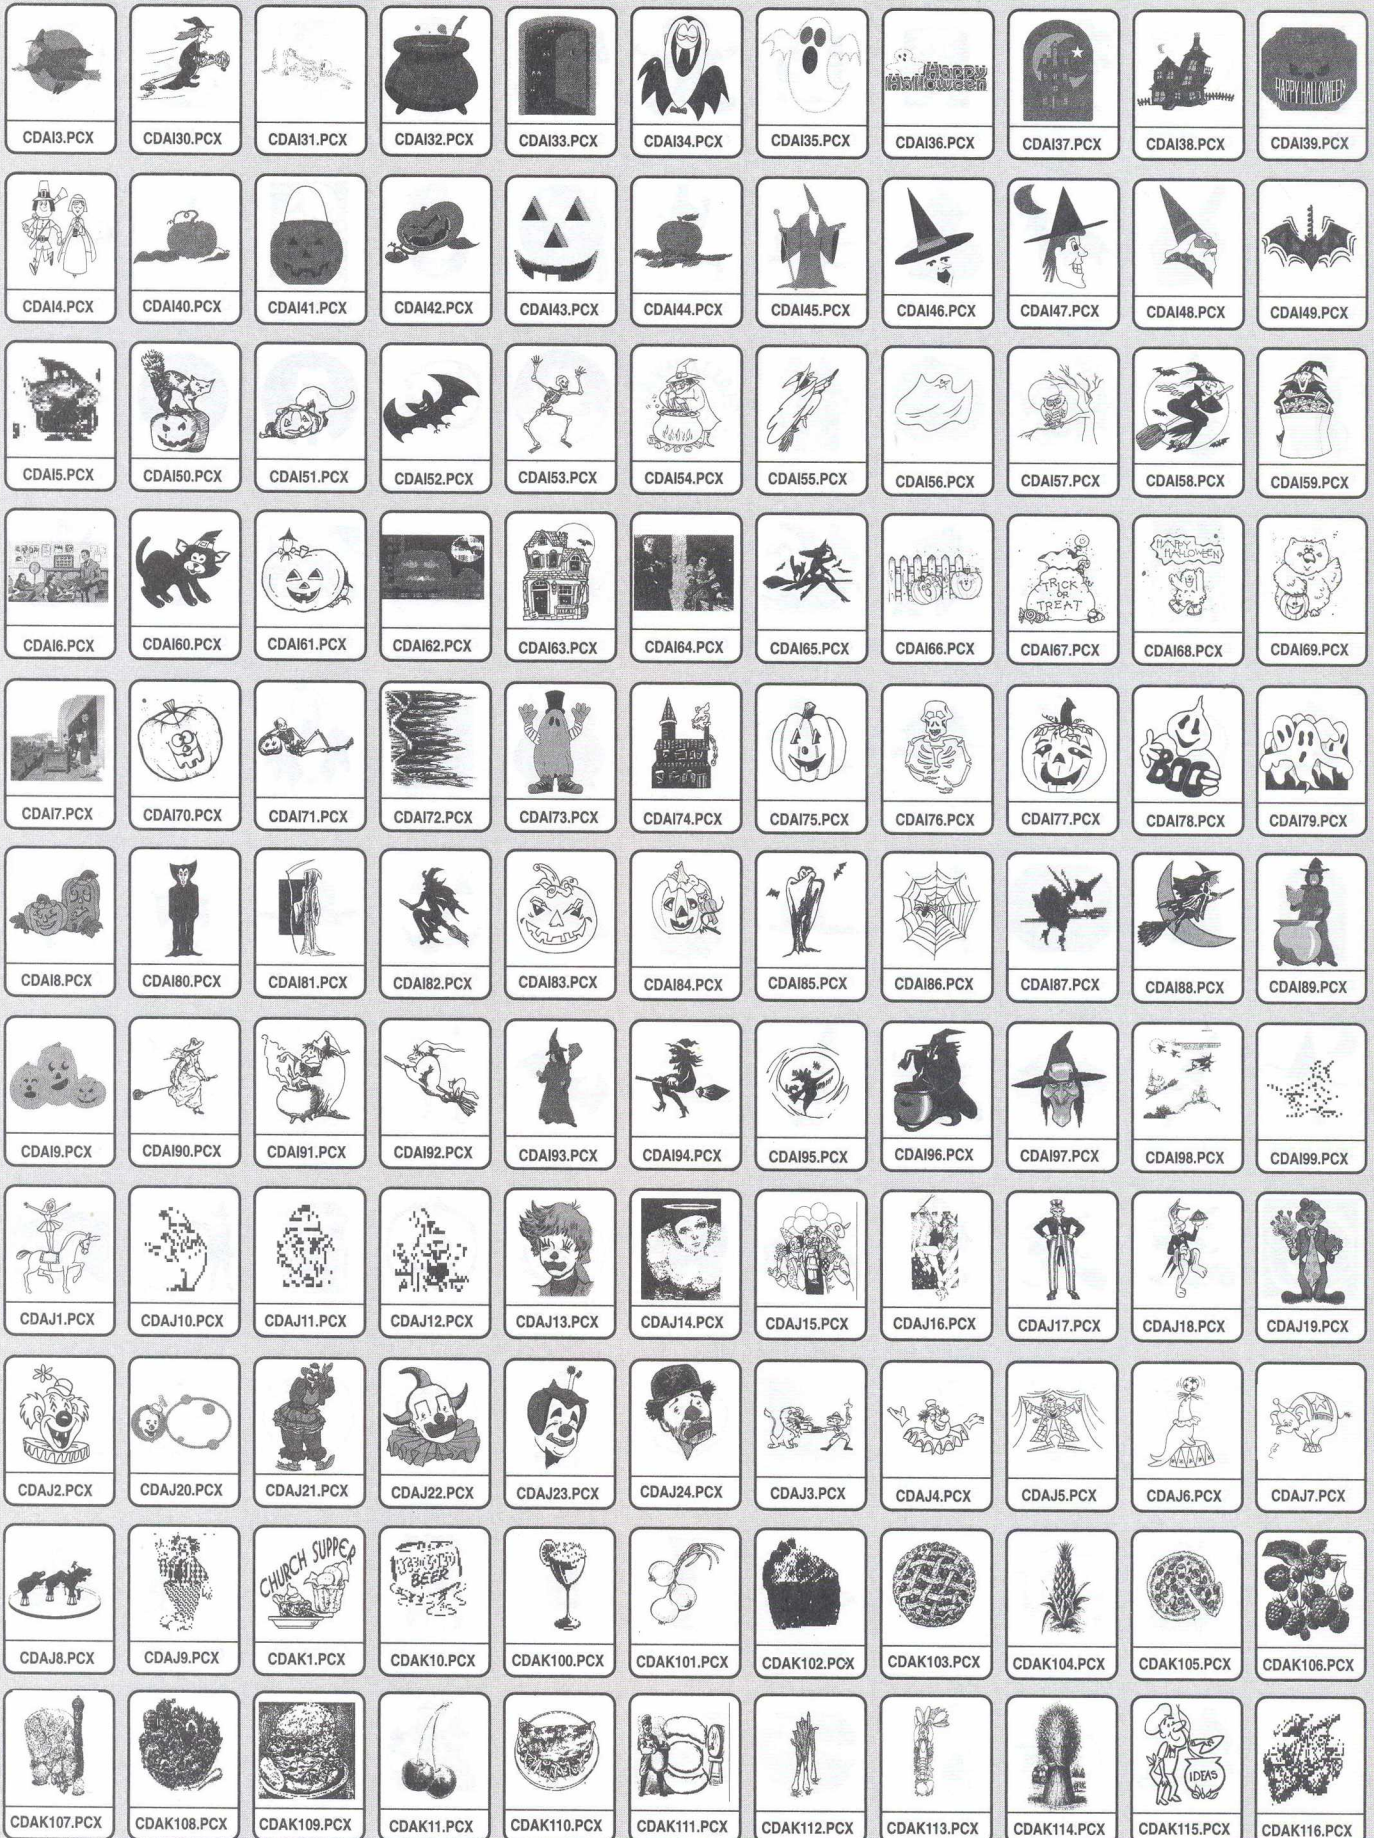 HAPPY HALLOWEEN
CDAI3.PCX CDAI30.PCX CDAI31.PCX CDAI32.PCX CDAI33.PCX CDAI34.PCX CDAI35.PCX CDAI36.PCX CDAI37.PCX CDAI38.PCX CDAI39.PCX
Happy
Halloween
CDAI4.PCX CDAI40.PCX CDAI41.PCX CDAI42.PCX CDAI43.PCX CDAI44.PCX CDAI45.PCX CDAI46.PCX CDAI47.PCX CDAI48.PCX CDAI49.PCX
CDAI5.PCX CDAI50.PCX CDAI51.PCX CDAI52.PCX CDAI53.PCX CDAI54.PCX CDAI55.PCX CDAI56.PCX CDAI57.PCX CDAI58.PCX CDAI59.PCX
TRICK
OR
TREAT
HAPPY
HALLOWEEN
CDAI6.PCX CDAI60.PCX CDAI61.PCX CDAI62.PCX CDAI63.PCX CDAI64.PCX CDAI65.PCX CDAI66.PCX CDAI67.PCX CDAI68.PCX CDAI69.PCX
BOO
CDAI7.PCX CDAI70.PCX CDAI71.PCX CDAI72.PCX CDAI73.PCX CDAI74.PCX CDAI75.PCX CDAI76.PCX CDAI77.PCX CDAI78.PCX CDAI79.PCX
CDAI8.PCX CDAI80.PCX CDAI81.PCX CDAI82.PCX CDAI83.PCX CDAI84.PCX CDAI85.PCX CDAI86.PCX CDAI87.PCX CDAI88.PCX CDAI89.PCX
CDAI9.PCX CDAI90.PCX CDAI91.PCX CDAI92.PCX CDAI93.PCX CDAI94.PCX CDAI95.PCX CDAI96.PCX CDAI97.PCX CDAI98.PCX CDAI99.PCX
CDAJ1.PCX CDAJ10.PCX CDAJ11.PCX CDAJ12.PCX CDAJ13.PCX CDAJ14.PCX CDAJ15.PCX CDAJ16.PCX CDAJ17.PCX CDAJ18.PCX CDAJ19.PCX
CDAJ2.PCX CDAJ20.PCX CDAJ21.PCX CDAJ22.PCX CDAJ23.PCX CDAJ24.PCX CDAJ3.PCX CDAJ4.PCX CDAJ5.PCX CDAJ6.PCX CDAJ7.PCX
CHURCH SUPPER
ICE COLD
BEER
CDAJ8.PCX CDAJ9.PCX CDAK1.PCX CDAK10.PCX CDAK100.PCX CDAK101.PCX CDAK102.PCX CDAK103.PCX CDAK104.PCX CDAK105.PCX CDAK106.PCX
IDEAS
CDAK107.PCX CDAK108.PCX CDAK109.PCX CDAK11.PCX CDAK110.PCX CDAK111.PCX CDAK112.PCX CDAK113.PCX CDAK114.PCX CDAK115.PCX CDAK116.PCX